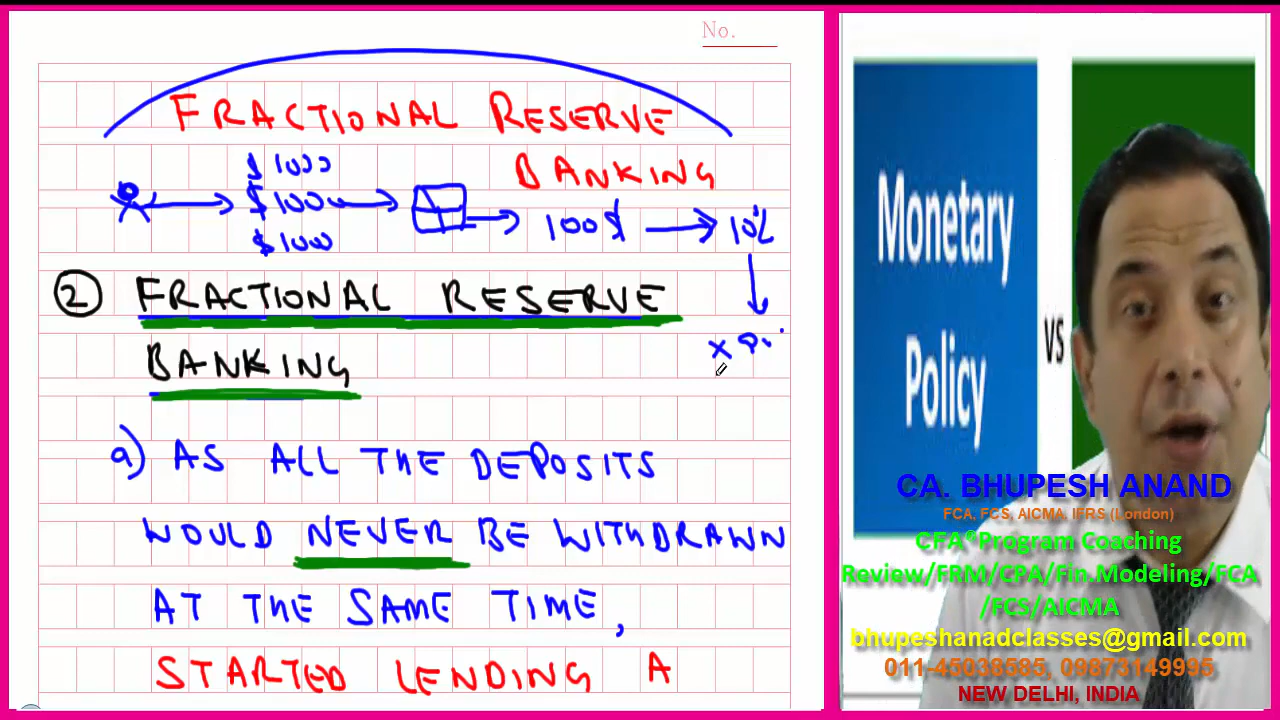 No.
FRACTIONAL RESERVE
BANKING
$ 1000
$ 1000
$ 1000
100 $
10%
2 FRACTIONAL RESERVE
BANKING
a) AS ALL THE DEPOSITS
WOULD NEVER BE WITHDRAWN
AT THE SAME TIME,
STARTED LENDING A
Monetary
Policy
VS
CA. BHUPESH ANAND
FCA, FCS, AICMA, IFRS (London)
CFA®Program Coaching
Review/FRM/CPA/Fin.Modeling/FCA
/FCS/AICMA
bhupeshanadclasses@gmail.com
011-45038585, 09873149995
NEW DELHI, INDIA